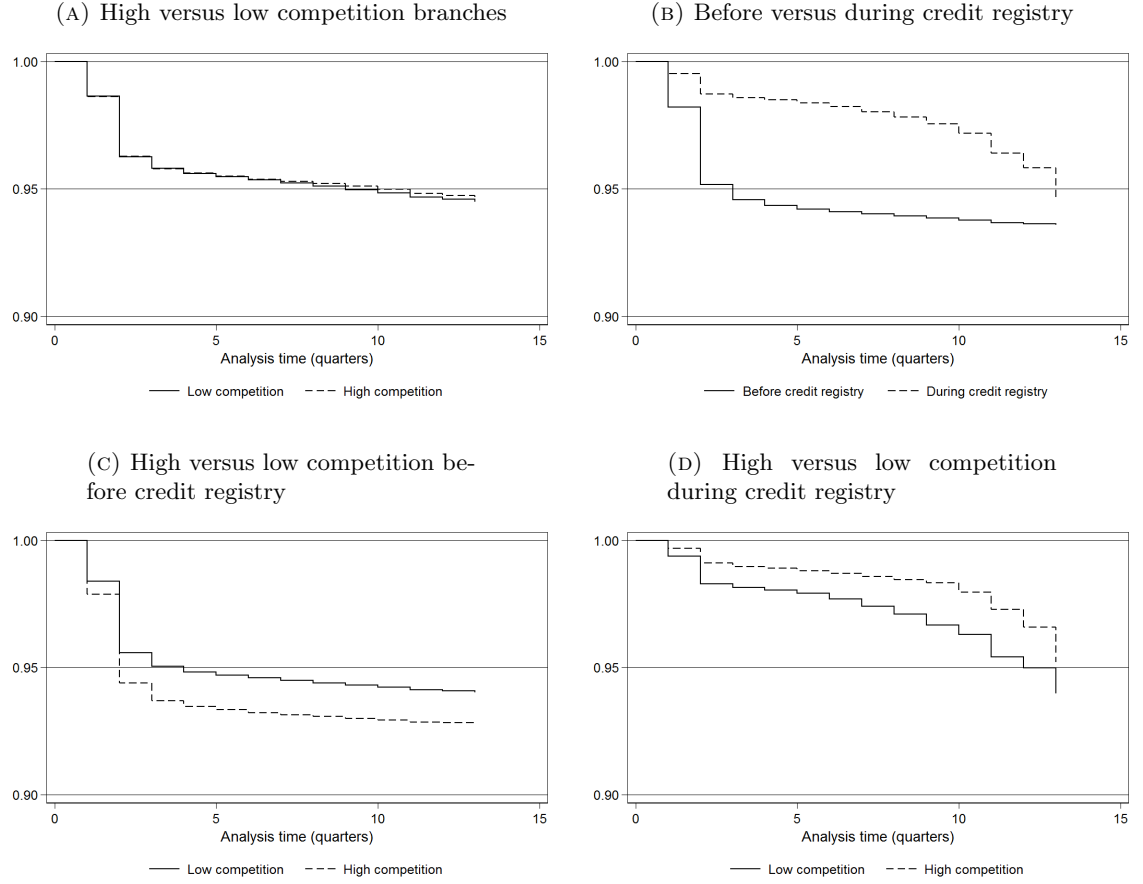 (A) High versus low competition branches
1.00
0.95
0.90
0 5 10 15
Analysis time (quarters)
Low competition High competition
(B) Before versus during credit registry
1.00
0.95
0.90
0 5 10 15
Analysis time (quarters)
Before credit registry During credit registry
(C) High versus low competition be-
fore credit registry
1.00
0.95
0.90
0 5 10 15
Analysis time (quarters)
Low competition High competition
(D) High versus low competition
during credit registry
1.00
0.95
0.90
0 5 10 15
Analysis time (quarters)
Low competition High competition